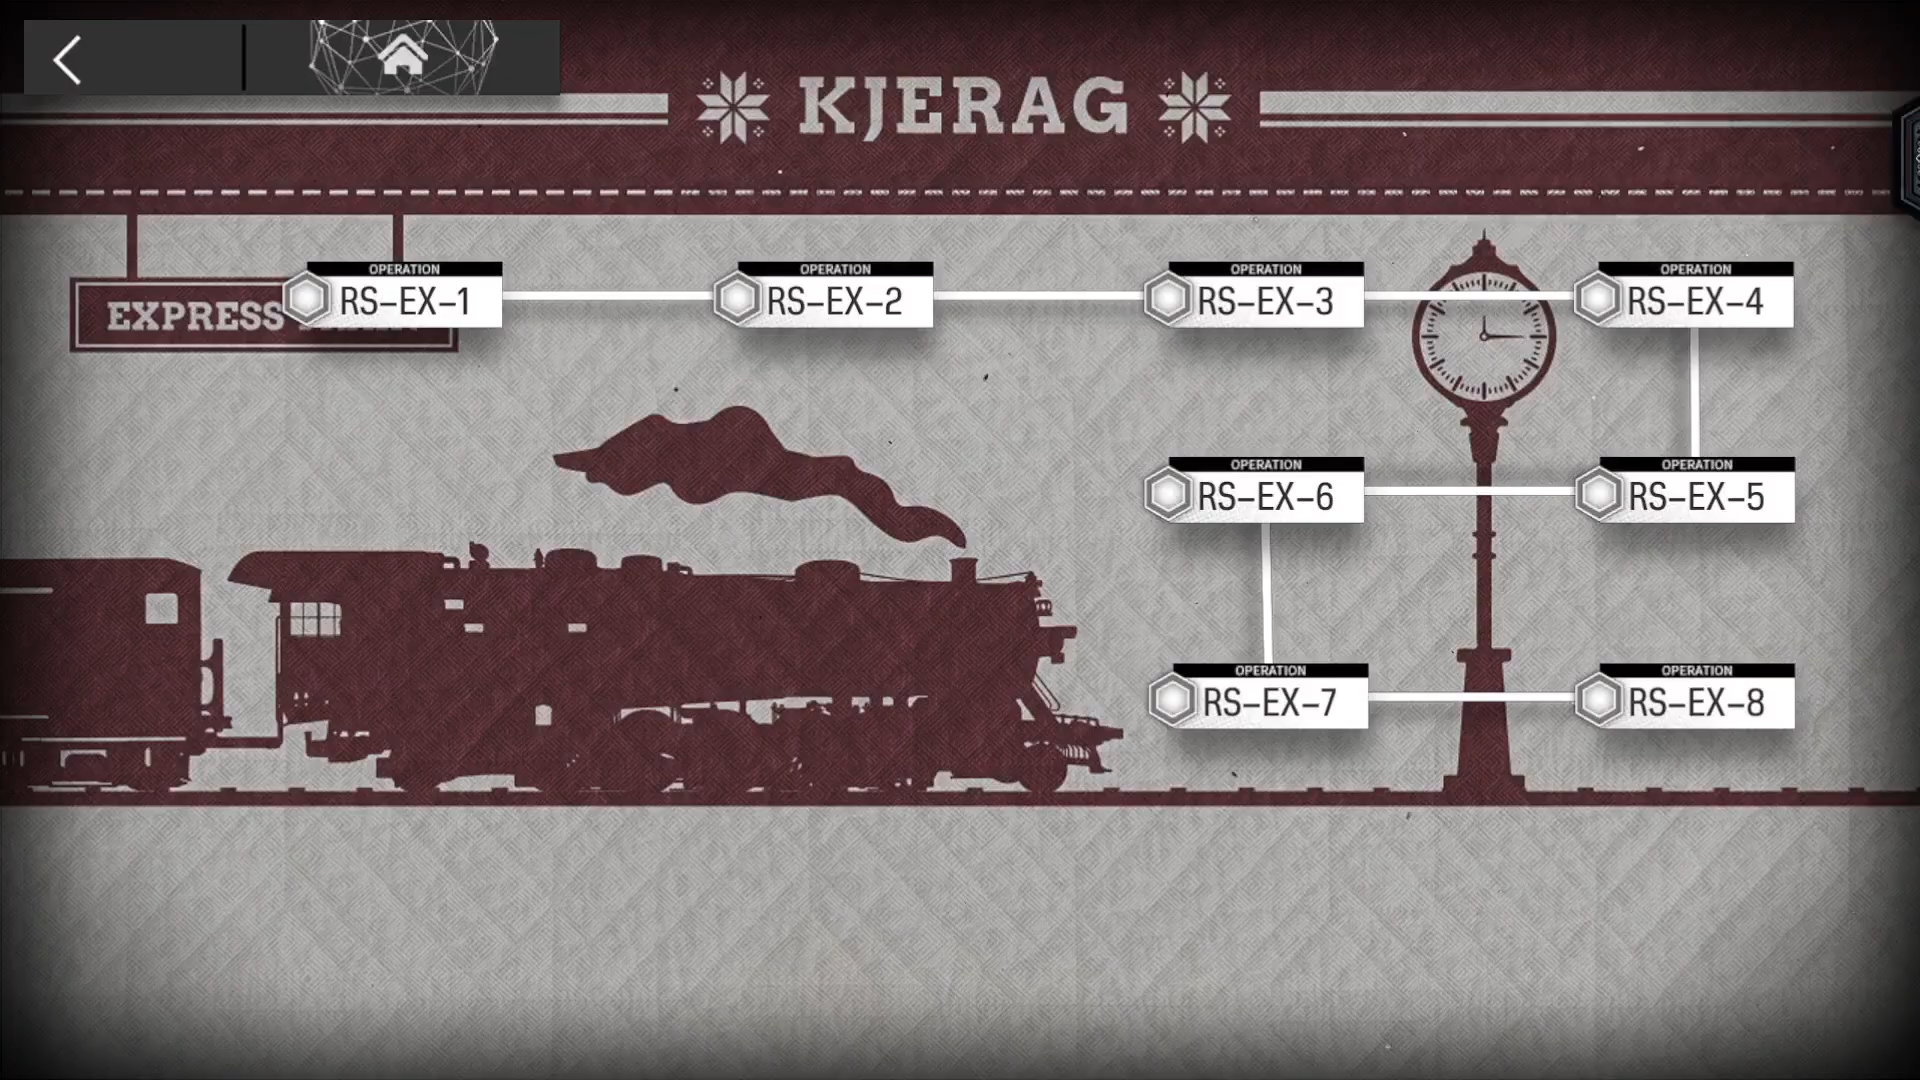 KJERAG
EXPRESS
OPERATION
RS-EX-1
OPERATION
RS-EX-2
OPERATION
RS-EX-3
OPERATION
RS-EX-4
OPERATION
RS-EX-6
OPERATION
RS-EX-5
OPERATION
RS-EX-7
OPERATION
RS-EX-8